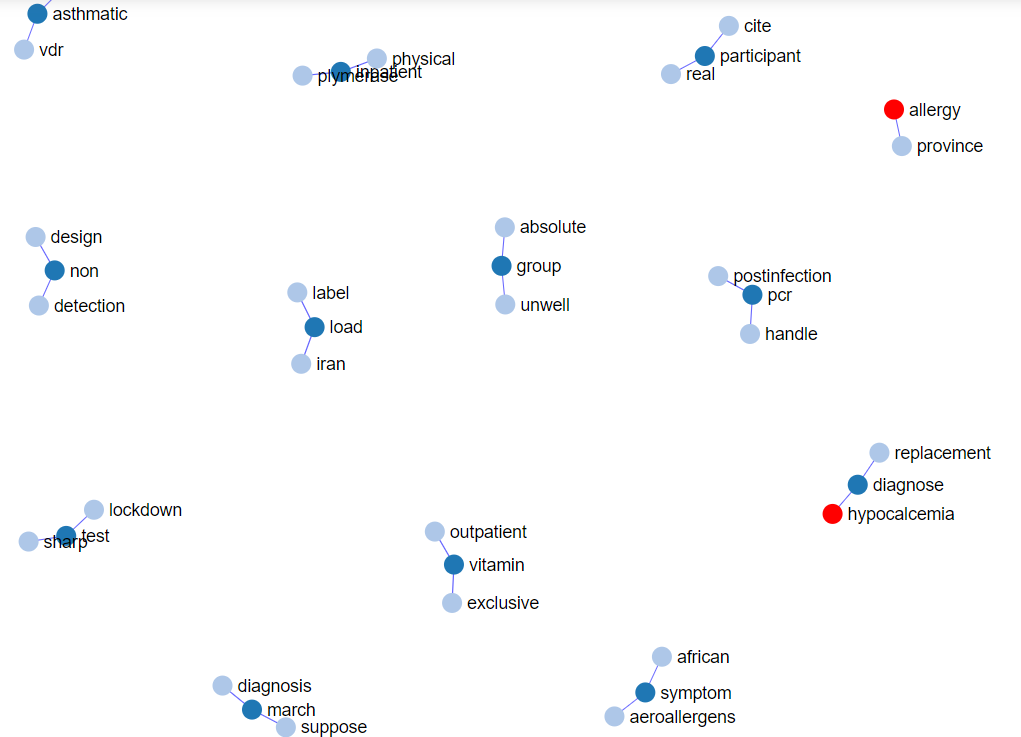 asthmatic
vdr
physical
inpatient
plymerase
cite
participant
real
allergy
province
design
non
detection
label
load
iran
absolute
group
unwell
postinfection
pcr
handle
replacement
diagnose
hypocalcemia
lockdown
test
sharp
outpatient
vitamin
exclusive
diagnosis
march
suppose
african
symptom
aeroallergens